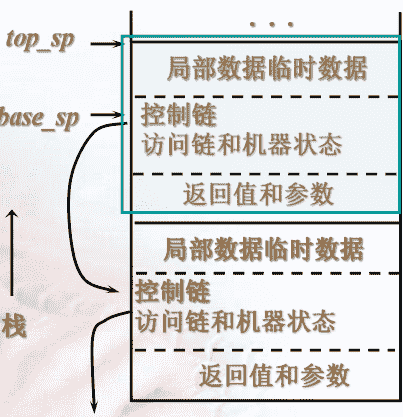 . . .
top_sp
局部数据临时数据
base_sp
控制链
访问链和机器状态
返回值和参数
局部数据临时数据
控制链
栈
访问链和机器状态
返回值和参数